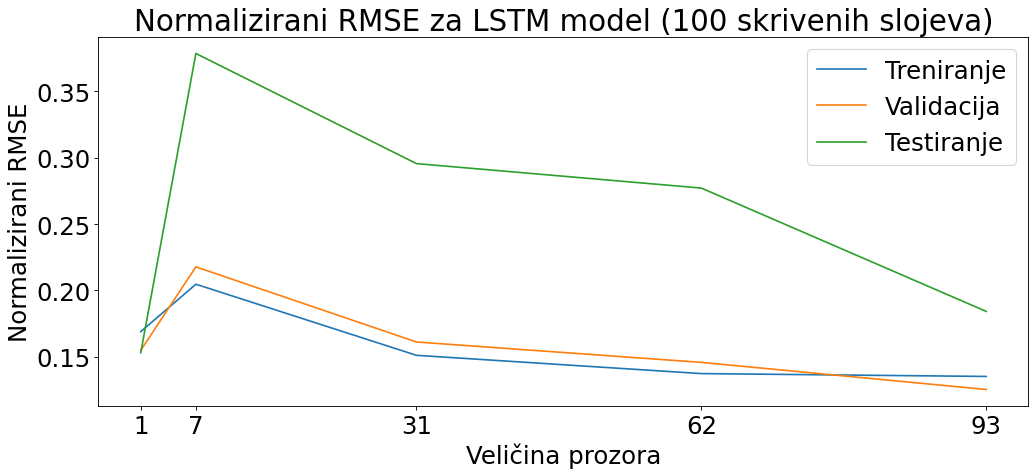 Normalizirani RMSE za LSTM model (100 skrivenih slojeva)
Treniranje
Validacija
Testiranje
Normalizirani RMSE
0.35
0.30
0.25
0.20
0.15
1 7 31 62 93
Veličina prozora